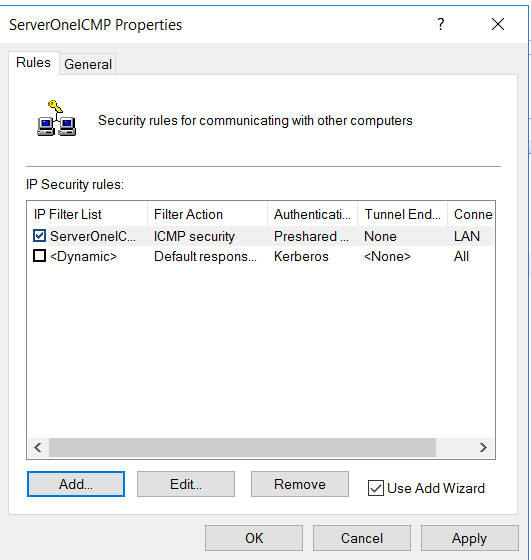 ServerOneICMP Properties ? ×
Rules General
Security rules for communicating with other computers
IP Security rules:
IP Filter List Filter Action Authenticati... Tunnel End... Conne
ServerOneIC... ICMP security Preshared ... None LAN
<Dynamic> Default respons... Kerberos <None> All
Add... Edit... Remove Use Add Wizard
OK Cancel Apply